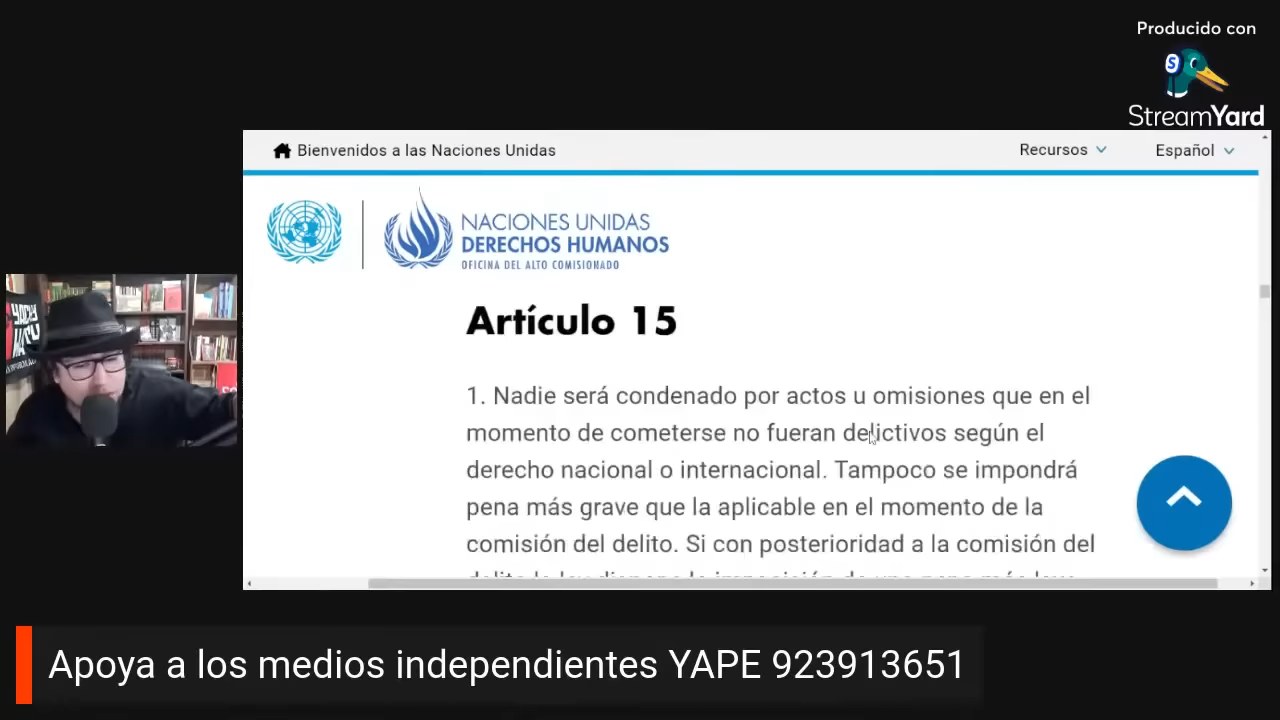 Producido con
StreamYard
Bienvenidos a las Naciones Unidas
Recursos
Español
NACIONES UNIDAS
DERECHOS HUMANOS
OFICINA DEL ALTO COMISIONADO
Artículo 15
1. Nadie será condenado por actos u omisiones que en el
momento de cometerse no fueran delictivos según el
derecho nacional o internacional. Tampoco se impondrá
pena más grave que la aplicable en el momento de la
comisión del delito. Si con posterioridad a la comisión del
Apoya a los medios independientes YAPE 923913651